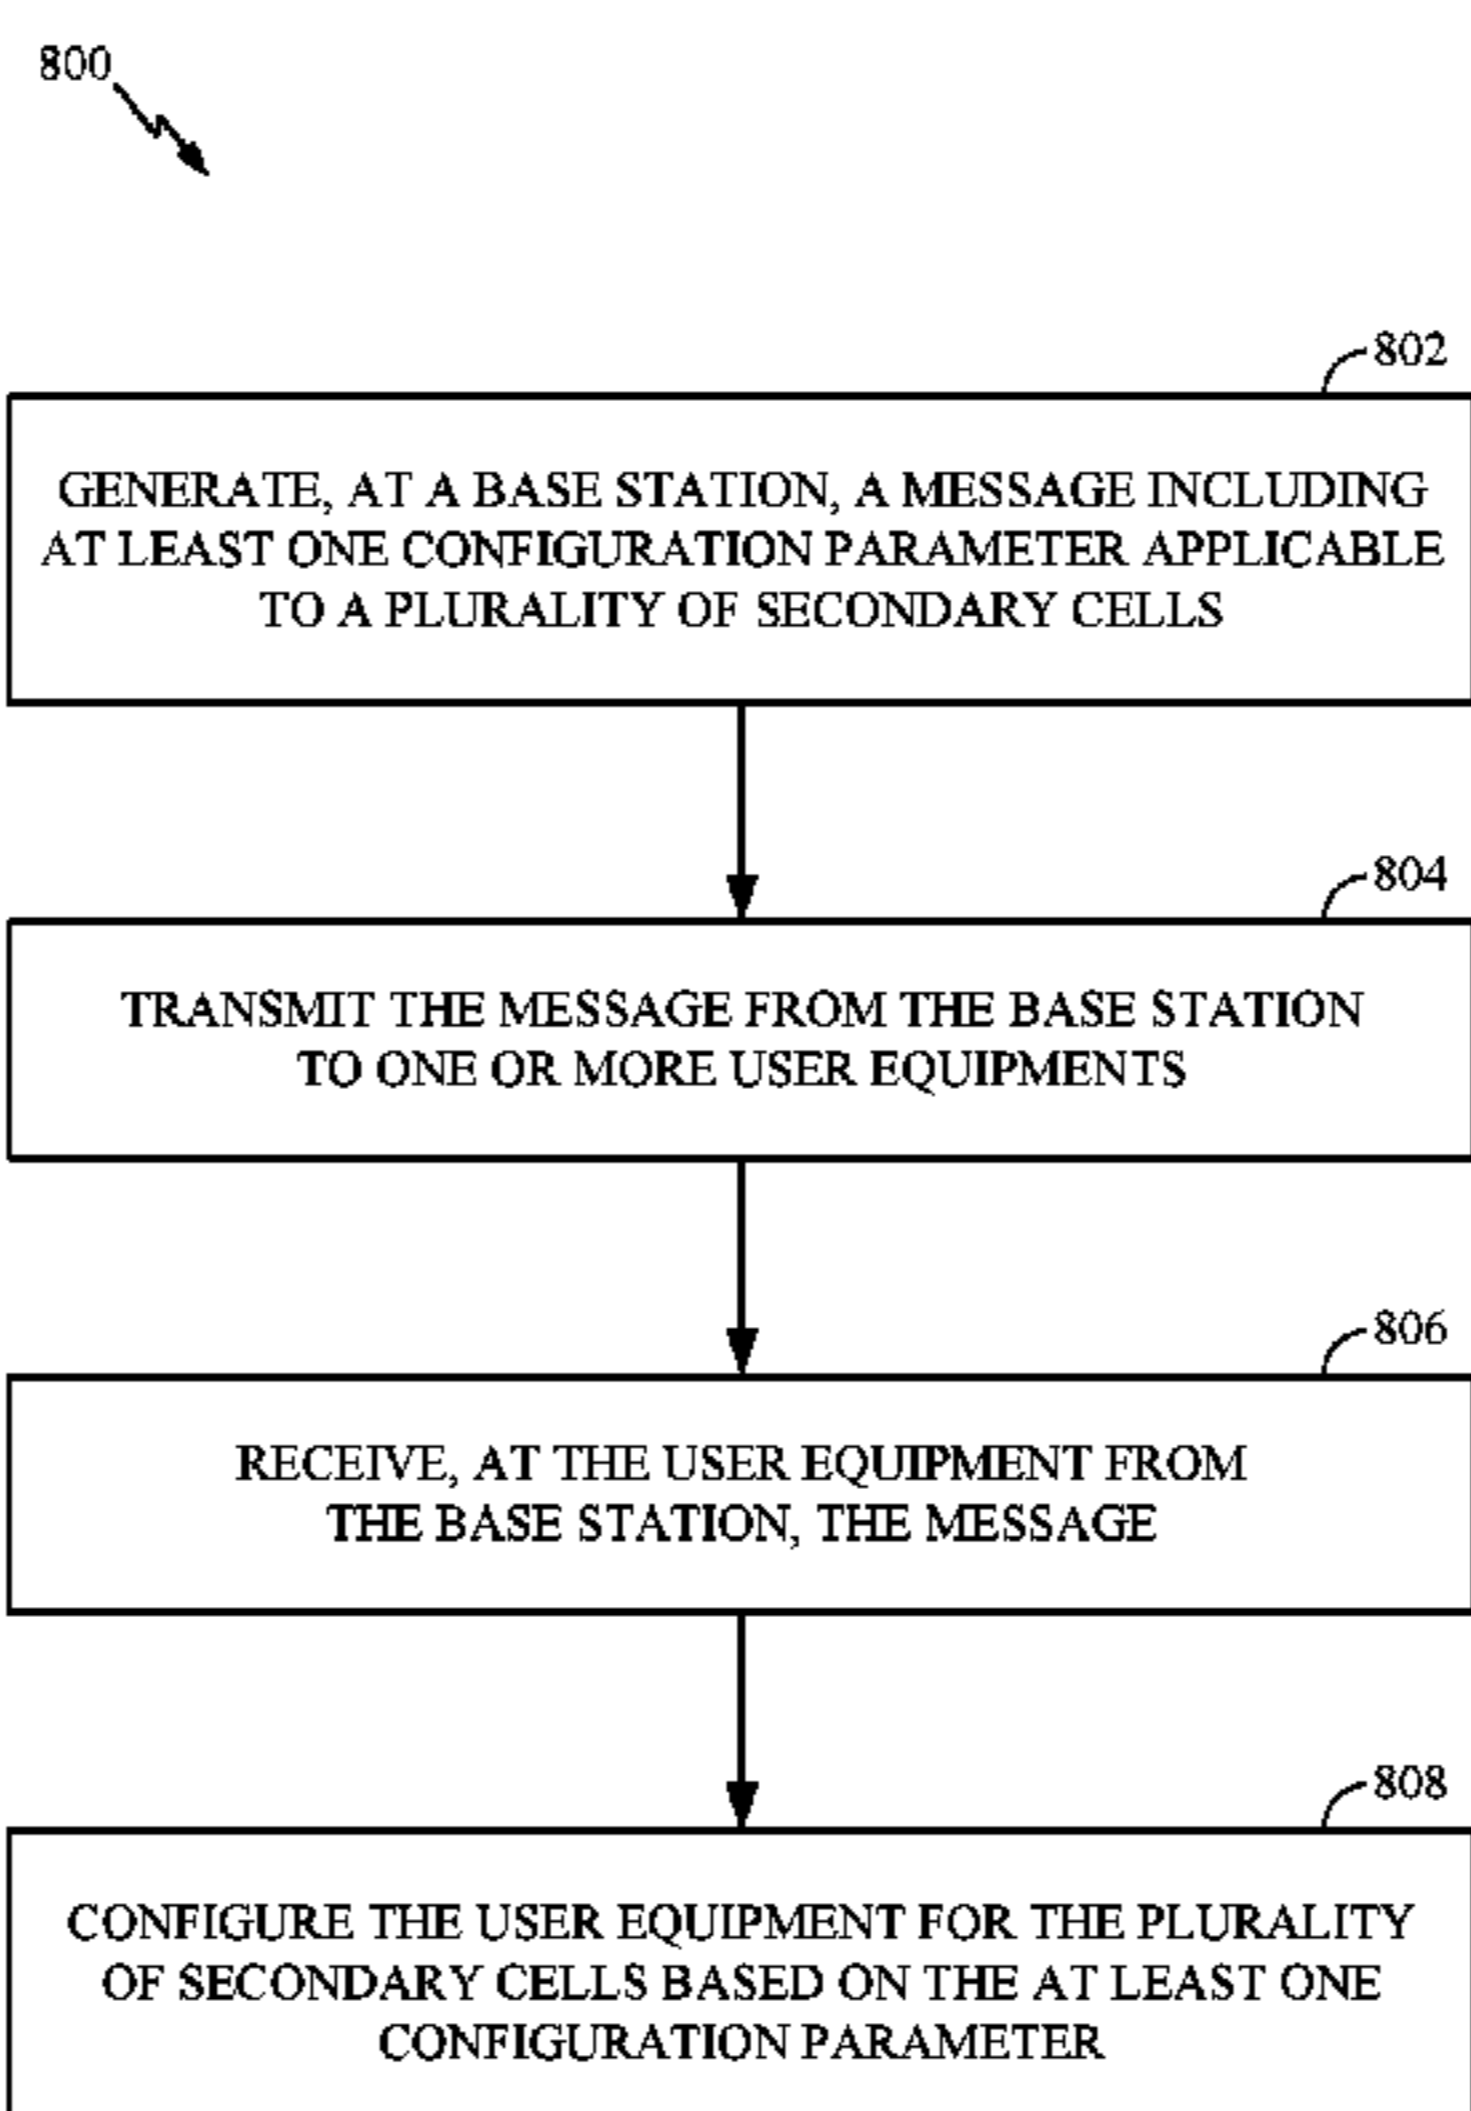 800
802
GENERATE, AT A BASE STATION, A MESSAGE INCLUDING
AT LEAST ONE CONFIGURATION PARAMETER APPLICABLE
TO A PLURALITY OF SECONDARY CELLS
804
TRANSMIT THE MESSAGE FROM THE BASE STATION
TO ONE OR MORE USER EQUIPMENTS
806
RECEIVE, AT THE USER EQUIPMENT FROM
THE BASE STATION, THE MESSAGE
808
CONFIGURE THE USER EQUIPMENT FOR THE PLURALITY
OF SECONDARY CELLS BASED ON THE AT LEAST ONE
CONFIGURATION PARAMETER